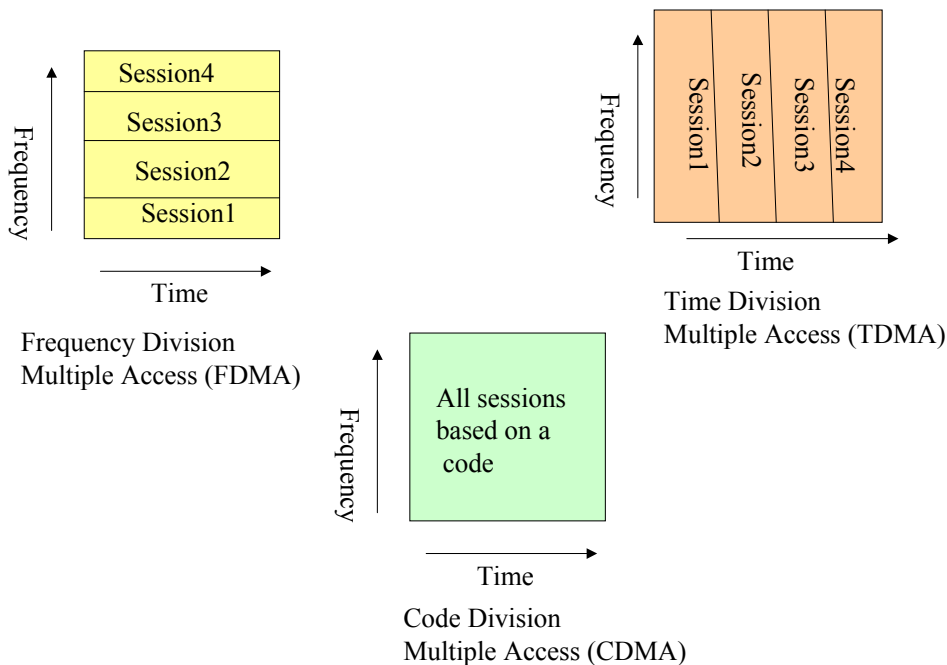 Frequency
Session4
Session3
Session2
Session1
Time
Frequency Division
Multiple Access (FDMA)
Frequency
Session1
Session2
Session3
Session4
Time
Time Division
Multiple Access (TDMA)
Frequency
All sessions
based on a
code
Time
Code Division
Multiple Access (CDMA)